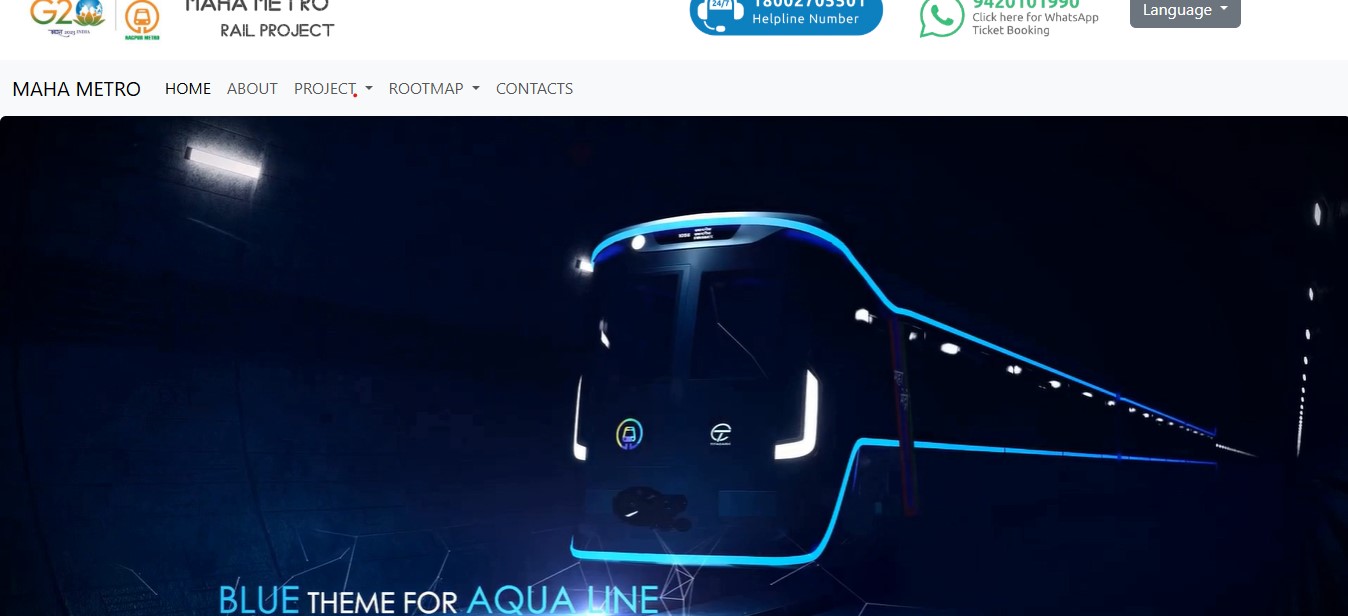 G20
NAGPUR METRO
MAHA METRO
RAIL PROJECT
24/7
18002705501
Helpline Number
9420101990
Click here for WhatsApp
Ticket Booking
Language
MAHA METRO HOME ABOUT PROJECT ROOTMAP CONTACTS
BLUE THEME FOR AQUA LINE